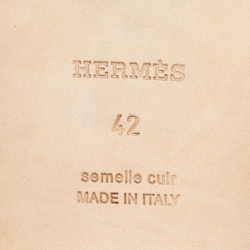 HERMÈS
42
semelle cuir
MADE IN ITALY